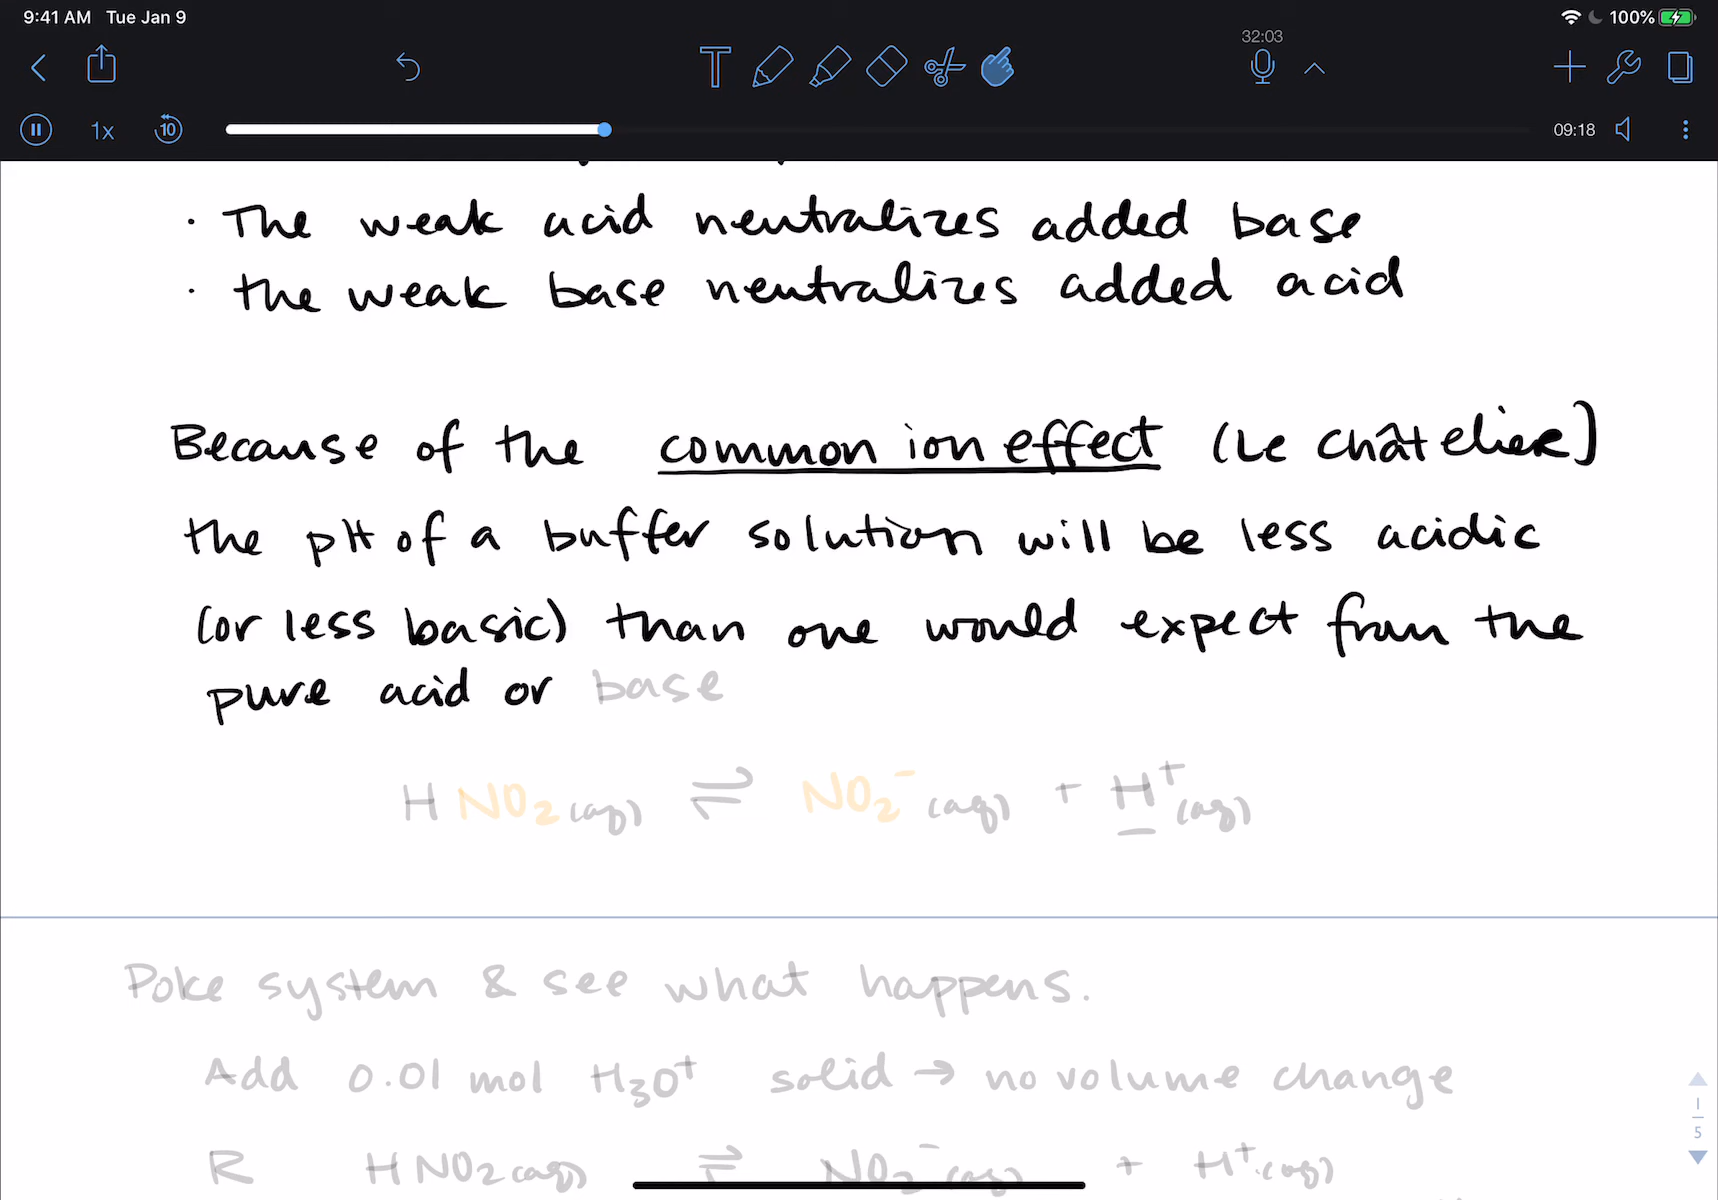 9:41 AM Tue Jan 9
100%
32:03
T
1x
10
09:18
· The weak acid neutralizes added base
· the weak base neutralizes added acid
Because of the common ion effect (Le Châtelier)
the pH of a buffer solution will be less acidic
(or less basic) than one would expect from the
pure acid or base
HNO₂(aq) ⇌ NO₂⁻(aq) + H⁺(aq)
Poke system & see what happens.
Add 0.01 mol H₃O⁺ solid → no volume change
R HNO₂(aq) ⇌ NO₂⁻(aq) + H⁺(aq)
1
5